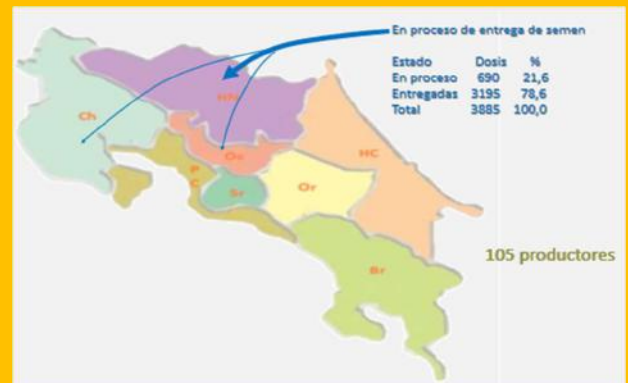 En proceso de entrega de semen
Estado Dosis %
En proceso 690 21,6
Entregadas 3195 78,6
Total 3885 100,0
HN
Ch
Oc
HC
P
C
Sr
Or
105 productores
Br